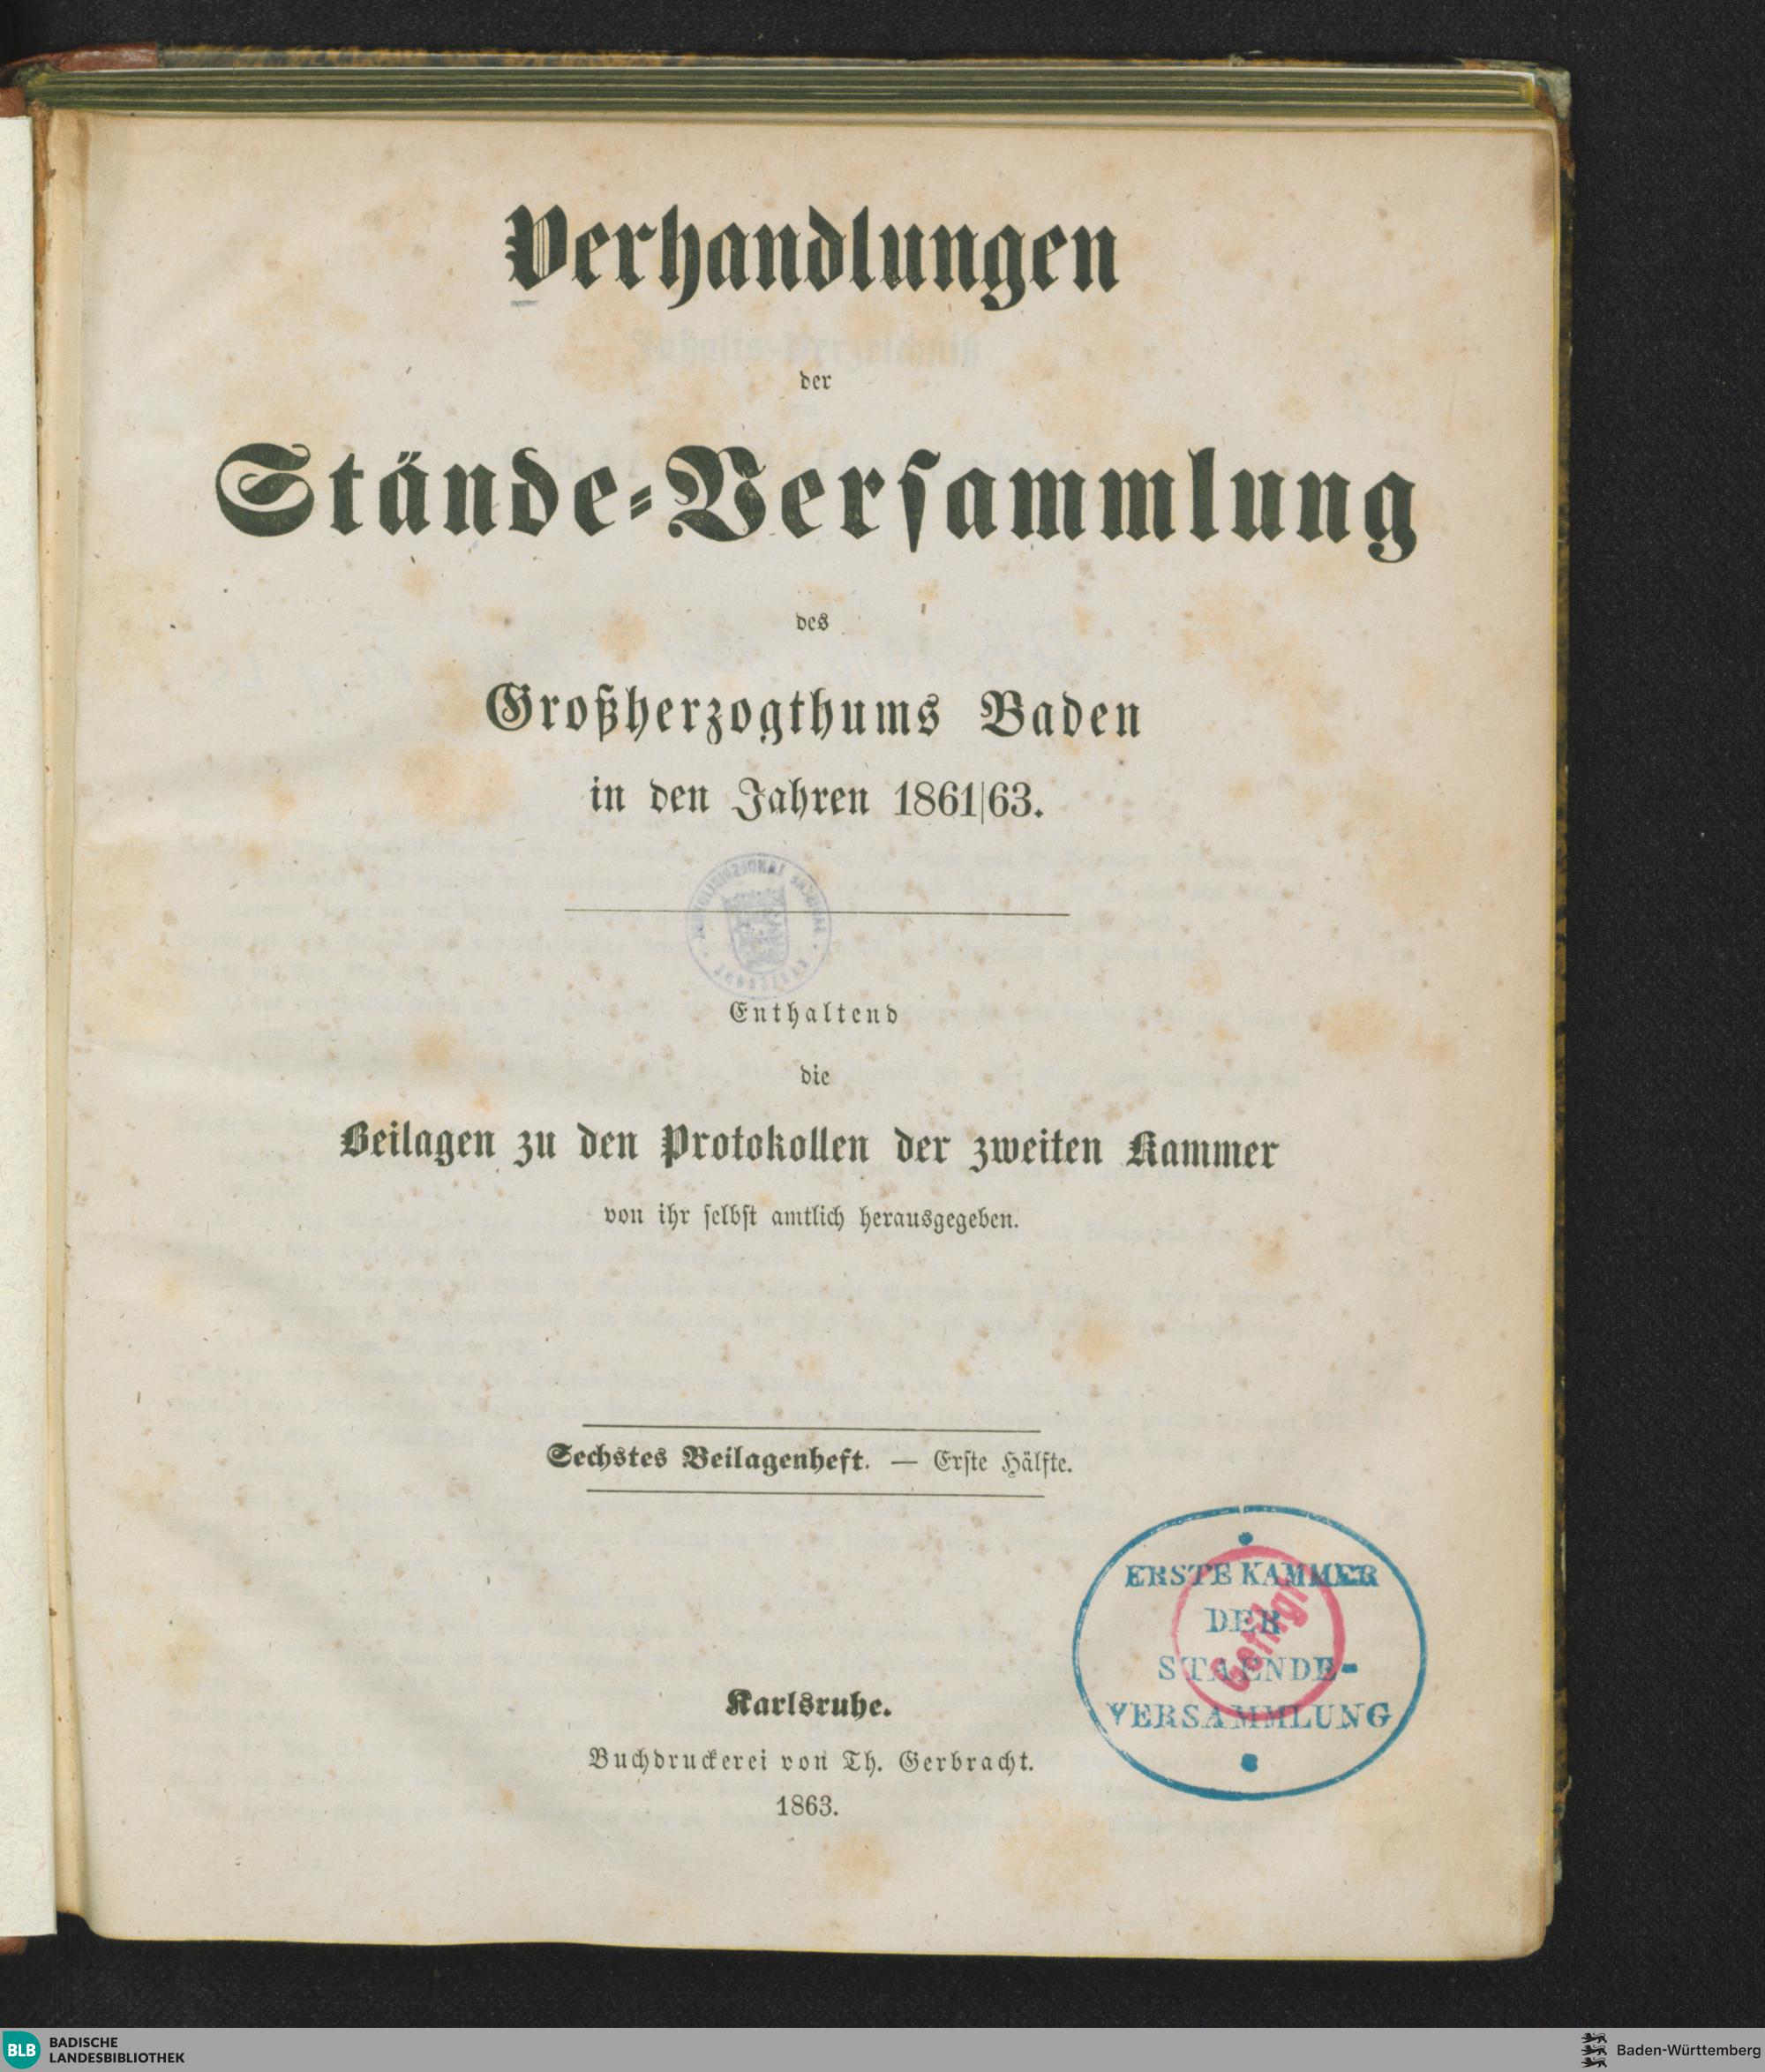 Verhandlungen
der
Stände-Versammlung
des
Großherzogthums Baden
in den Jahren 1861|63.
Enthaltend
die
Beilagen zu den Protokollen der zweiten Kammer
von ihr selbst amtlich herausgegeben.
Sechstes Beilagenheft. — Erste Hälfte.
ERSTE KAMMER
DER
STAENDE-
VERSAMMLUNG
Getilgt
Karlsruhe.
Buchdruckerei von Th. Gerbracht.
1863.
BLB BADISCHE
LANDESBIBLIOTHEK
Baden-Württemberg